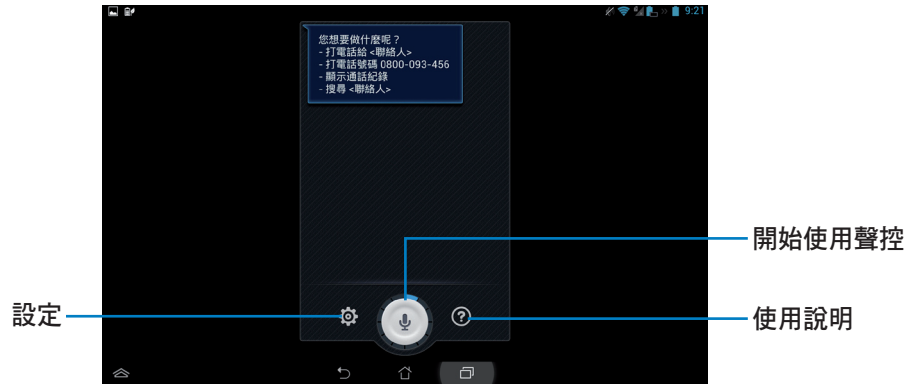 9:21
您想要做什麼呢？
- 打電話給 <聯絡人>
- 打電話號碼 0800-093-456
- 顯示通話紀錄
- 搜尋 <聯絡人>
開始使用聲控
設定
使用說明